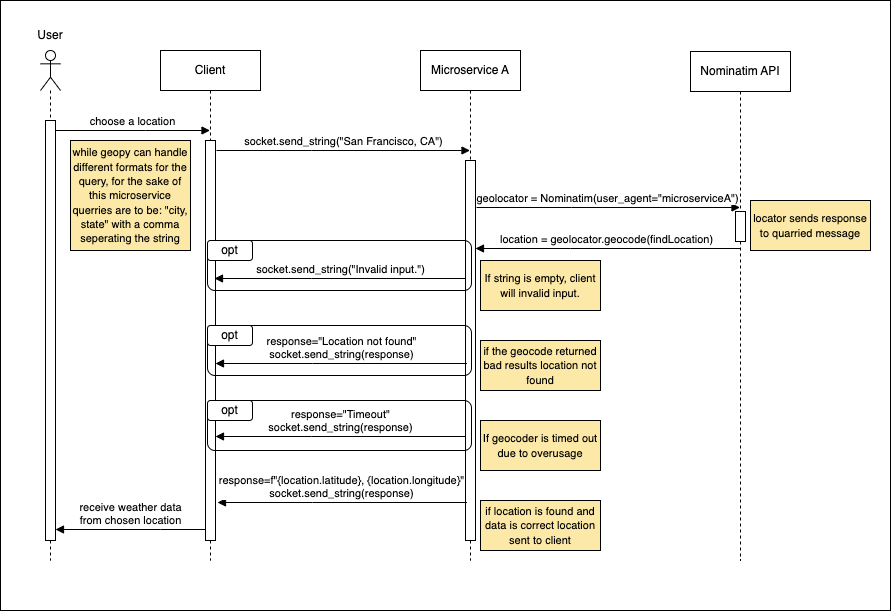 User
Client
Microservice A
Nominatim API
choose a location
socket.send_string("San Francisco, CA")
while geopy can handle
different formats for the
query, for the sake of
this microservice
querries are to be: "city,
state" with a comma
seperating the string
geolocator = Nominatim(user_agent="microserviceA")
locator sends response
to quarried message
location = geolocator.geocode(findLocation)
opt
socket.send_string("Invalid input.")
If string is empty, client
will invalid input.
opt
response="Location not found"
socket.send_string(response)
if the geocode returned
bad results location not
found
opt
response="Timeout"
socket.send_string(response)
If geocoder is timed out
due to overusage
response=f"{location.latitude}, {location.longitude}"
socket.send_string(response)
if location is found and
data is correct location
sent to client
receive weather data
from chosen location